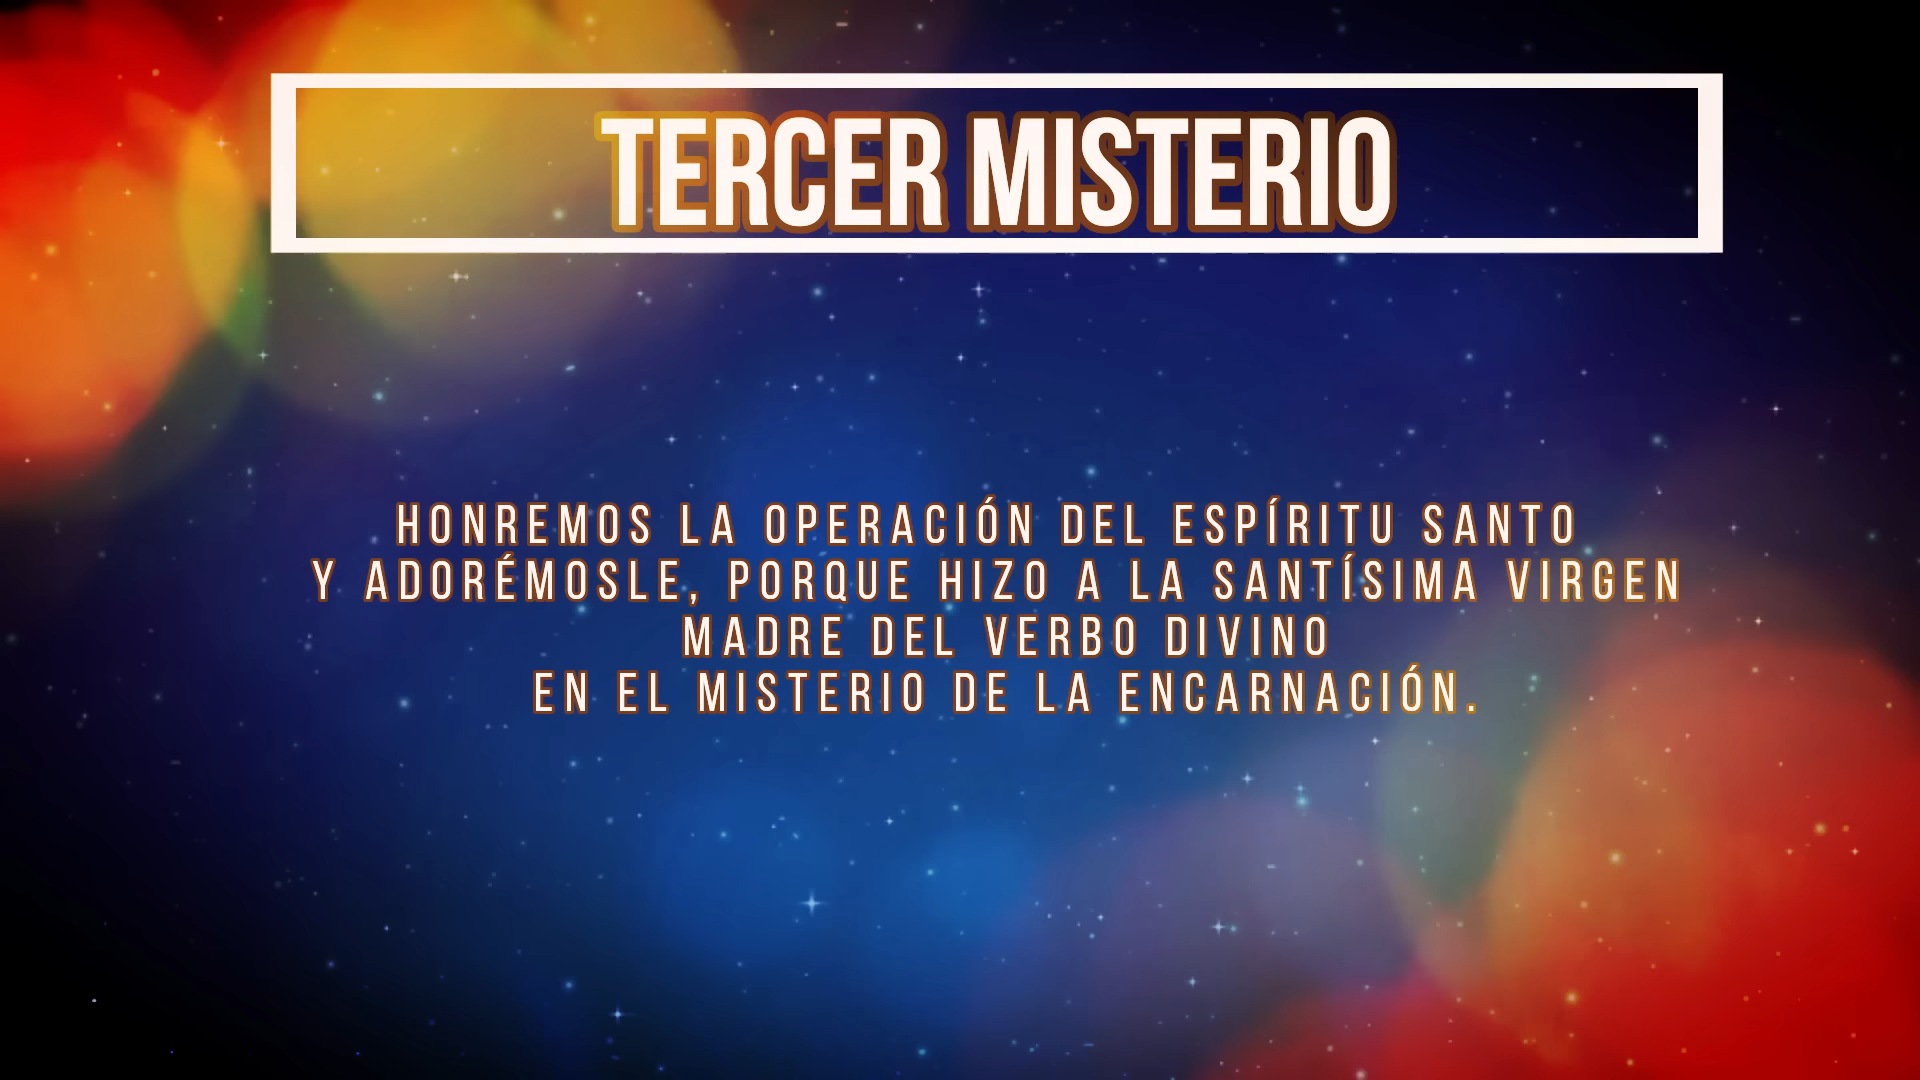 TERCER MISTERIO
HONREMOS LA OPERACIÓN DEL ESPÍRITU SANTO
Y ADORÉMOSLE, PORQUE HIZO A LA SANTÍSIMA VIRGEN
MADRE DEL VERBO DIVINO
EN EL MISTERIO DE LA ENCARNACIÓN.